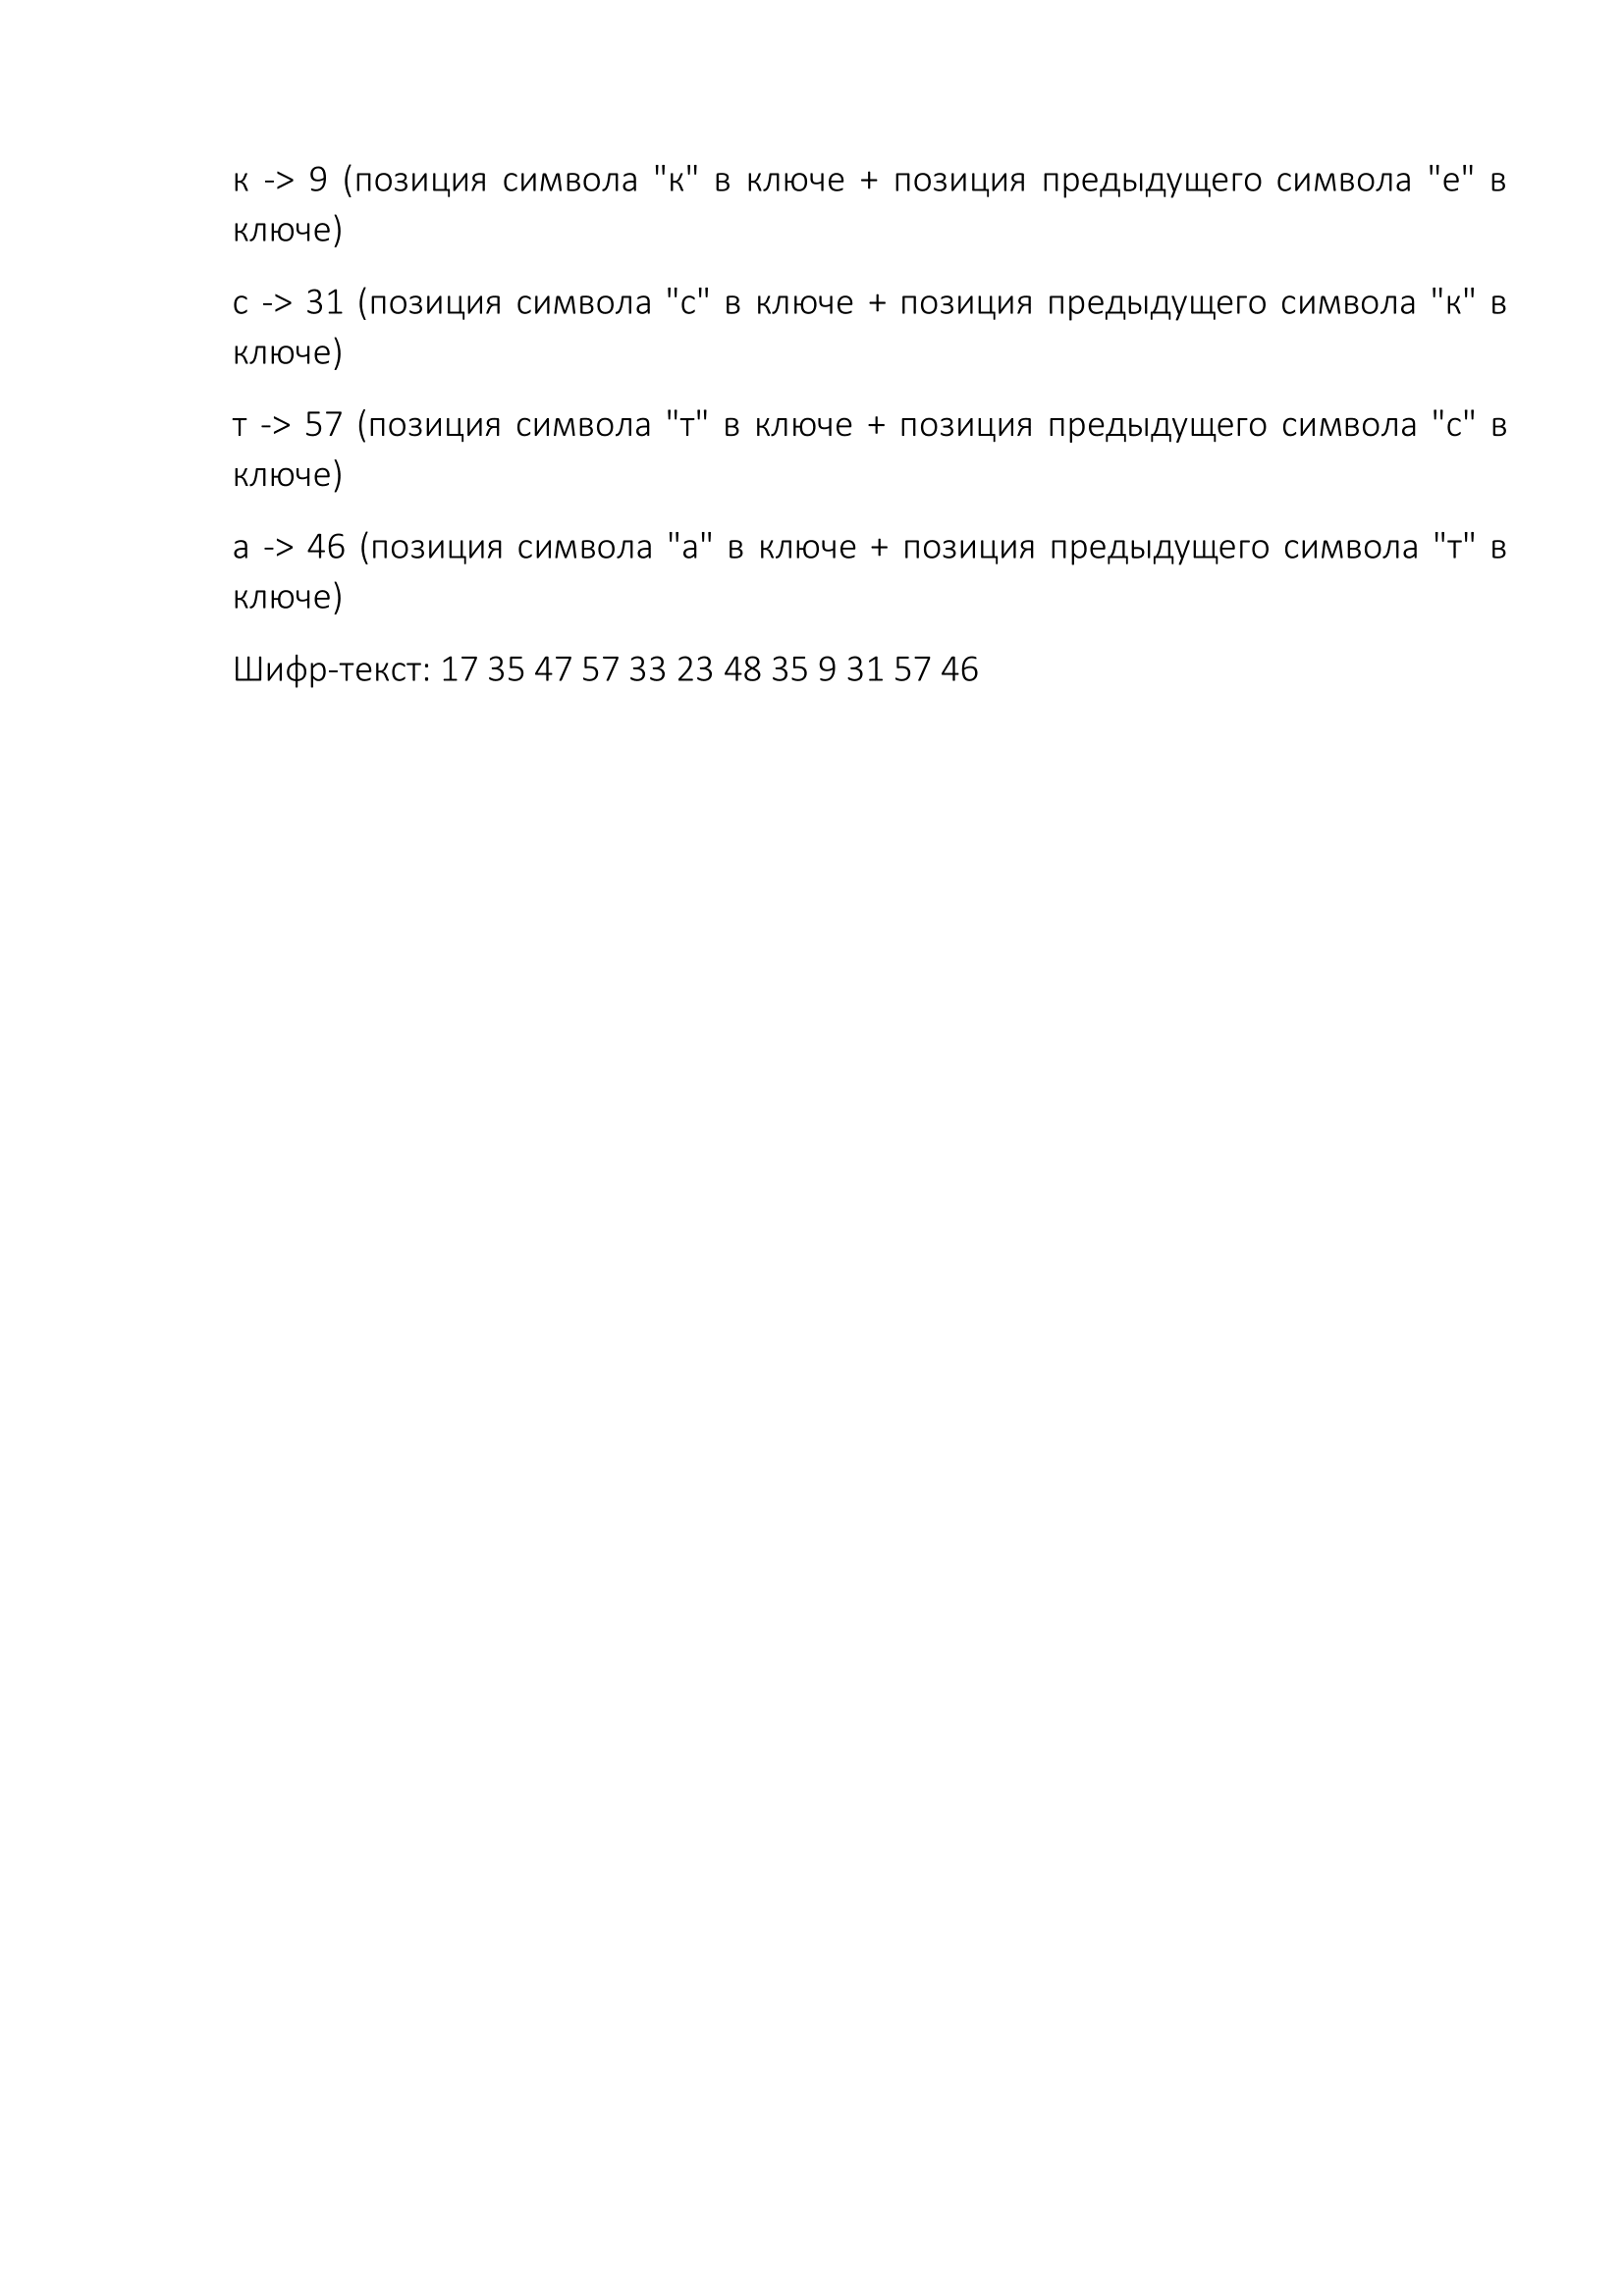 к -> 9 (позиция символа "к" в ключе + позиция предыдущего символа "е" в
ключе)
с -> 31 (позиция символа "с" в ключе + позиция предыдущего символа "к" в
ключе)
т -> 57 (позиция символа "т" в ключе + позиция предыдущего символа "с" в
ключе)
а -> 46 (позиция символа "а" в ключе + позиция предыдущего символа "т" в
ключе)
Шифр-текст: 17 35 47 57 33 23 48 35 9 31 57 46